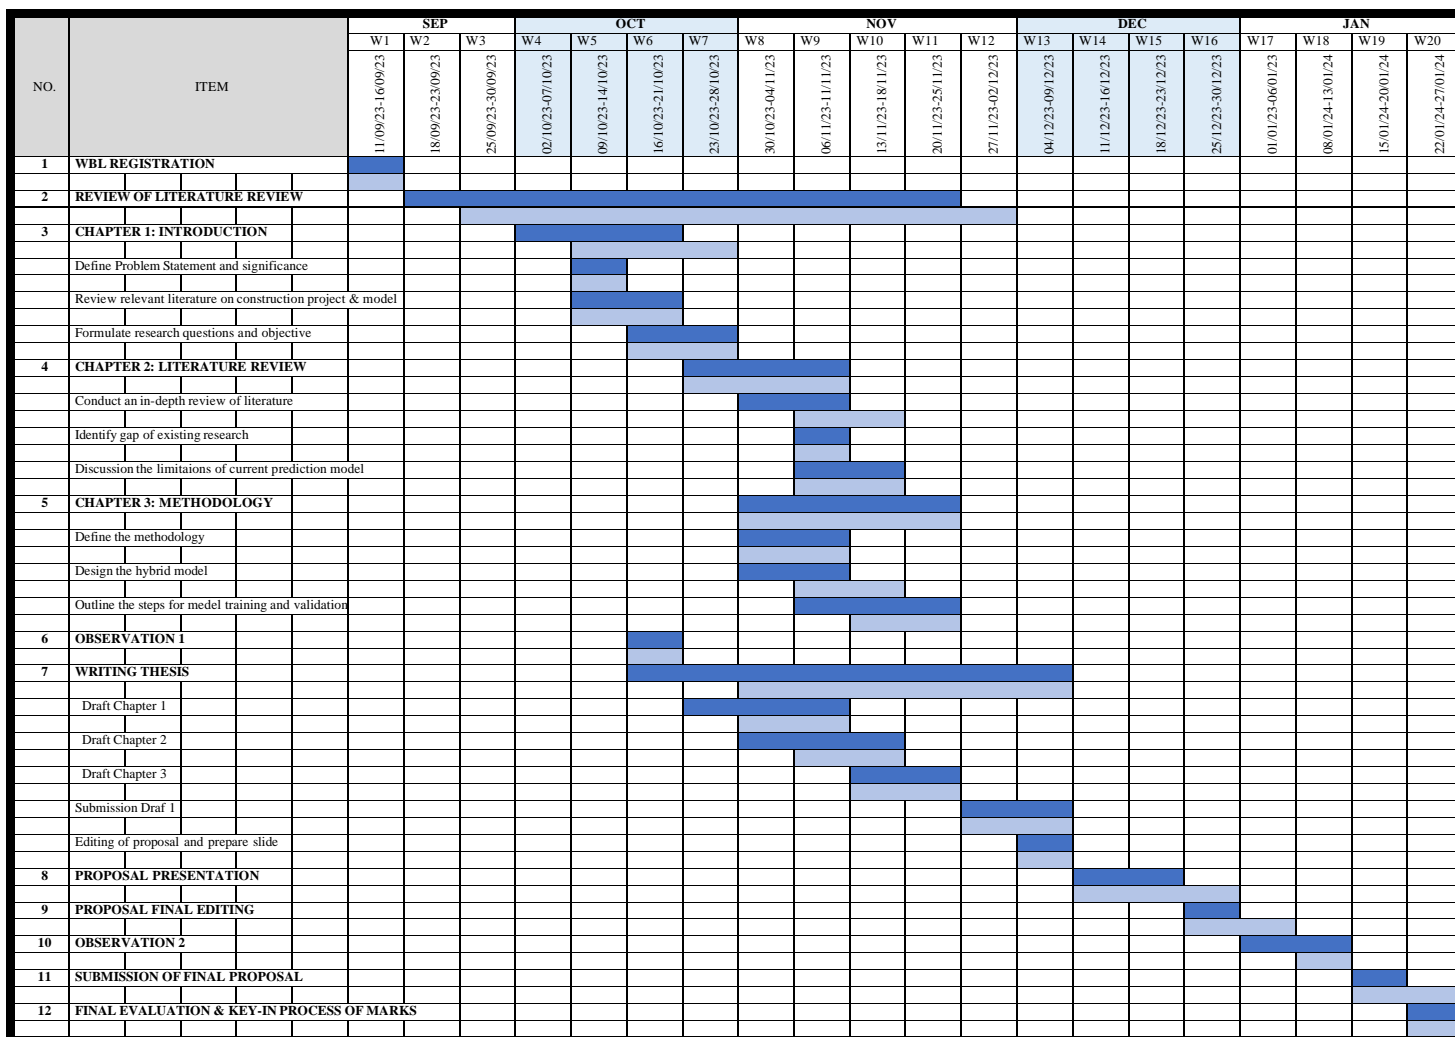 SEP OCT NOV DEC JAN
W1 W2 W3 W4 W5 W6 W7 W8 W9 W10 W11 W12 W13 W14 W15 W16 W17 W18 W19 W20
NO. ITEM
11/09/23-16/09/23
18/09/23-23/09/23
25/09/23-30/09/23
02/10/23-07/10/23
09/10/23-14/10/23
16/10/23-21/10/23
23/10/23-28/10/23
30/10/23-04/11/23
06/11/23-11/11/23
13/11/23-18/11/23
20/11/23-25/11/23
27/11/23-02/12/23
04/12/23-09/12/23
11/12/23-16/12/23
18/12/23-23/12/23
25/12/23-30/12/23
01/01/23-06/01/23
08/01/24-13/01/24
15/01/24-20/01/24
22/01/24-27/01/24
1 WBL REGISTRATION
2 REVIEW OF LITERATURE REVIEW
3 CHAPTER 1: INTRODUCTION
Define Problem Statement and significance
Review relevant literature on construction project & model
Formulate research questions and objective
4 CHAPTER 2: LITERATURE REVIEW
Conduct an in-depth review of literature
Identify gap of existing research
Discussion the limitaions of current prediction model
5 CHAPTER 3: METHODOLOGY
Define the methodology
Design the hybrid model
Outline the steps for medel training and validation
6 OBSERVATION 1
7 WRITING THESIS
Draft Chapter 1
Draft Chapter 2
Draft Chapter 3
Submission Draf 1
Editing of proposal and prepare slide
8 PROPOSAL PRESENTATION
9 PROPOSAL FINAL EDITING
10 OBSERVATION 2
11 SUBMISSION OF FINAL PROPOSAL
12 FINAL EVALUATION & KEY-IN PROCESS OF MARKS